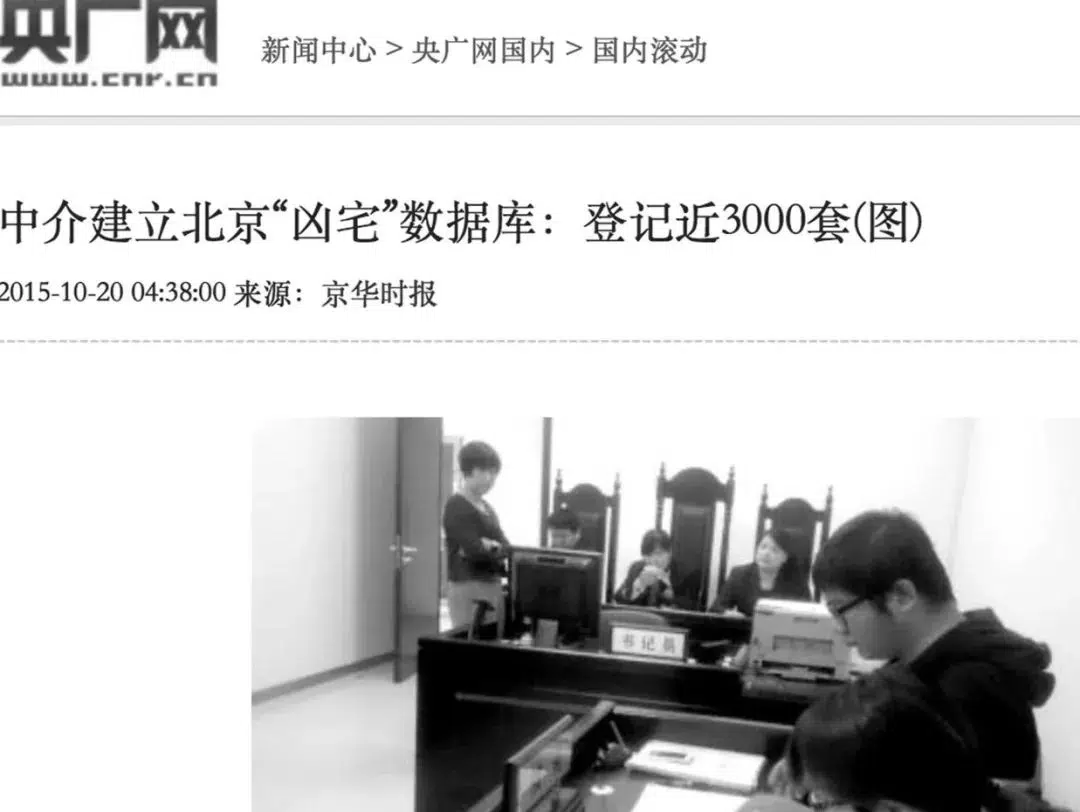 央广网
www.cnr.cn
新闻中心 > 央广网国内 > 国内滚动
中介建立北京“凶宅”数据库：登记近3000套(图)
2015-10-20 04:38:00 来源：京华时报
书记员